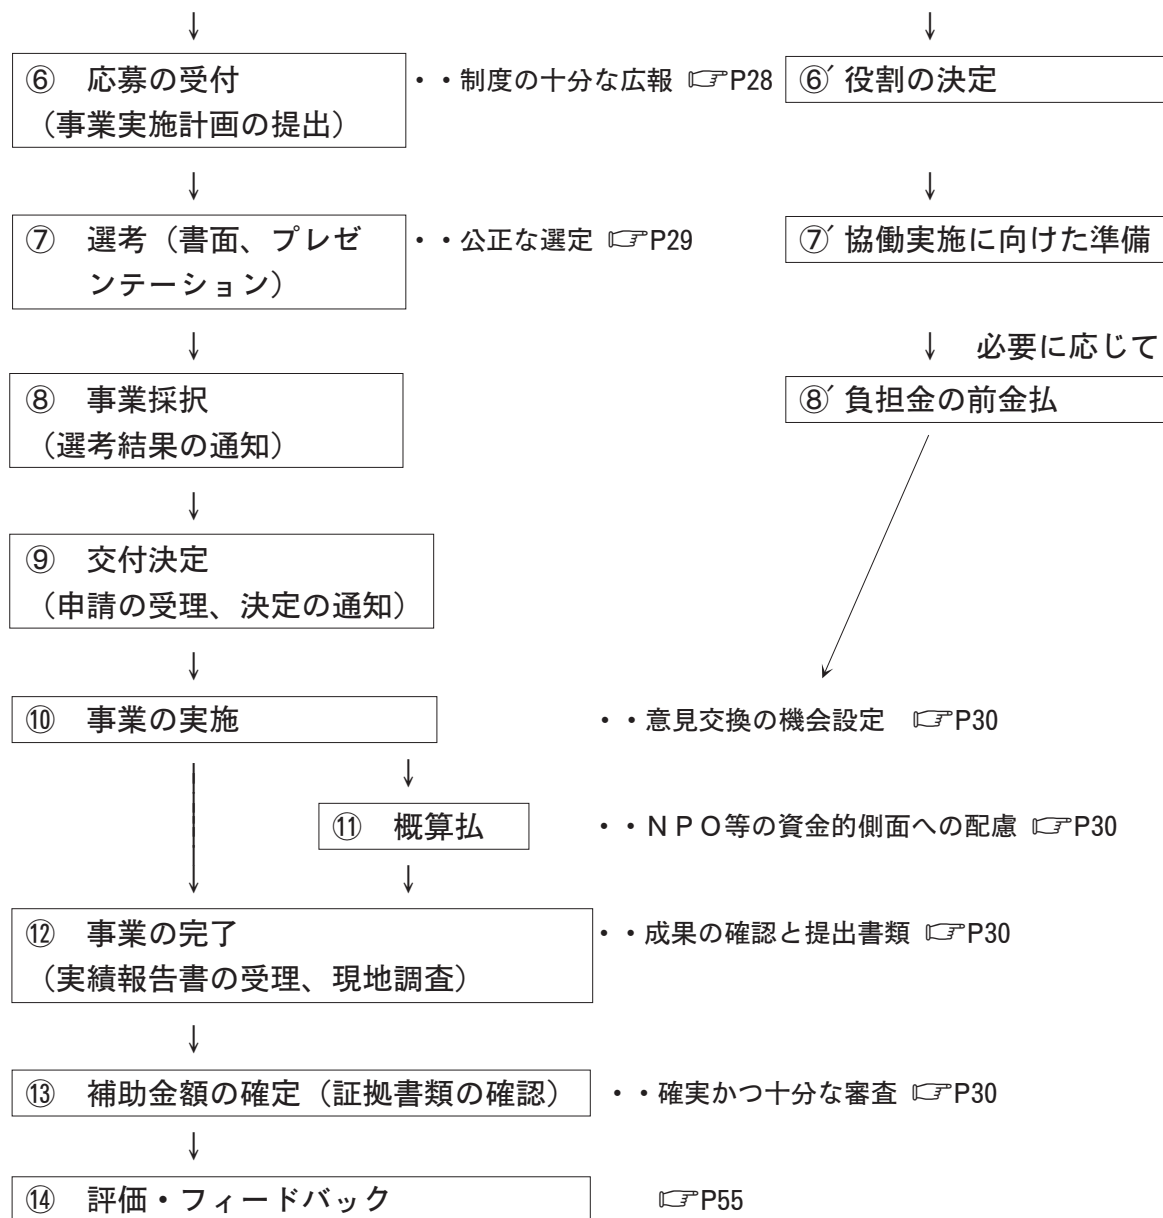 ↓ ↓
⑥ 応募の受付 ・・制度の十分な広報 ☞P28 ⑥´役割の決定
(事業実施計画の提出)
↓ ↓
⑦ 選考(書面、プレゼ ・・公正な選定 ☞P29 ⑦´協働実施に向けた準備
ンテーション)
↓ ↓ 必要に応じて
⑧ 事業採択 ⑧´負担金の前金払
(選考結果の通知)
↓
⑨ 交付決定
(申請の受理、決定の通知)
↓
⑩ 事業の実施 ・・意見交換の機会設定 ☞P30
↓
⑪ 概算払 ・・NPO等の資金的側面への配慮 ☞P30
↓
⑫ 事業の完了 ・・成果の確認と提出書類 ☞P30
(実績報告書の受理、現地調査)
↓
⑬ 補助金額の確定(証拠書類の確認) ・・確実かつ十分な審査 ☞P30
↓
⑭ 評価・フィードバック ☞P55